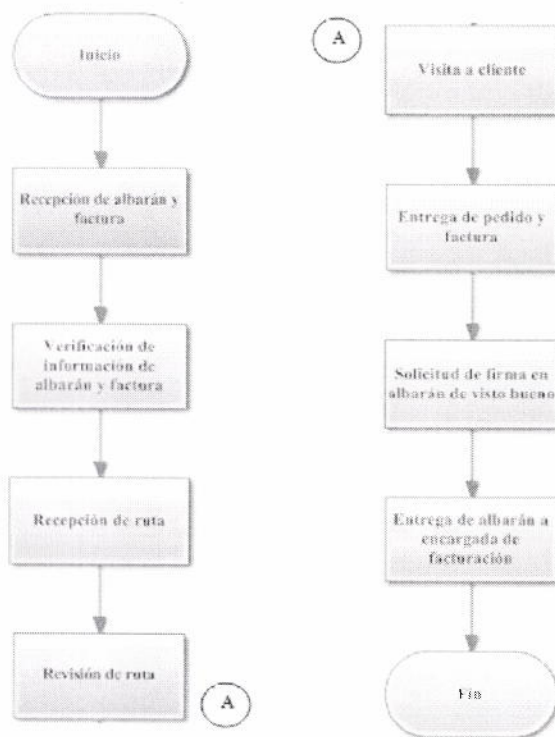 Inicio
Recepción de albarán y
factura
Verificación de
información de
albarán y factura
Recepción de ruta
Revisión de ruta
A
A
Visita a cliente
Entrega de pedido y
factura
Solicitud de firma en
albarán de visto bueno
Entrega de albarán a
encargada de
facturación
Fin